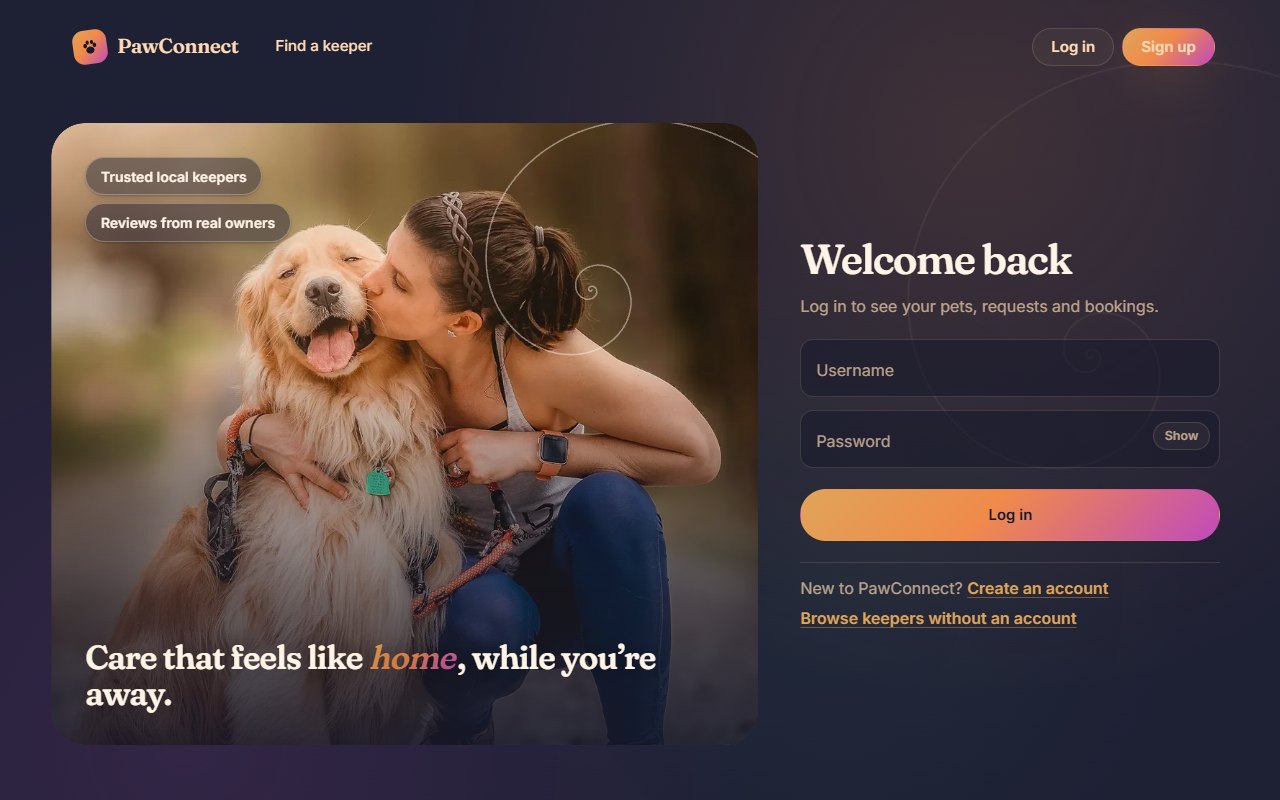 PawConnect
Find a keeper
Log in
Sign up
Trusted local keepers
Reviews from real owners
Care that feels like home, while you’re
away.
Welcome back
Log in to see your pets, requests and bookings.
Username
Password
Show
Log in
New to PawConnect? Create an account
Browse keepers without an account